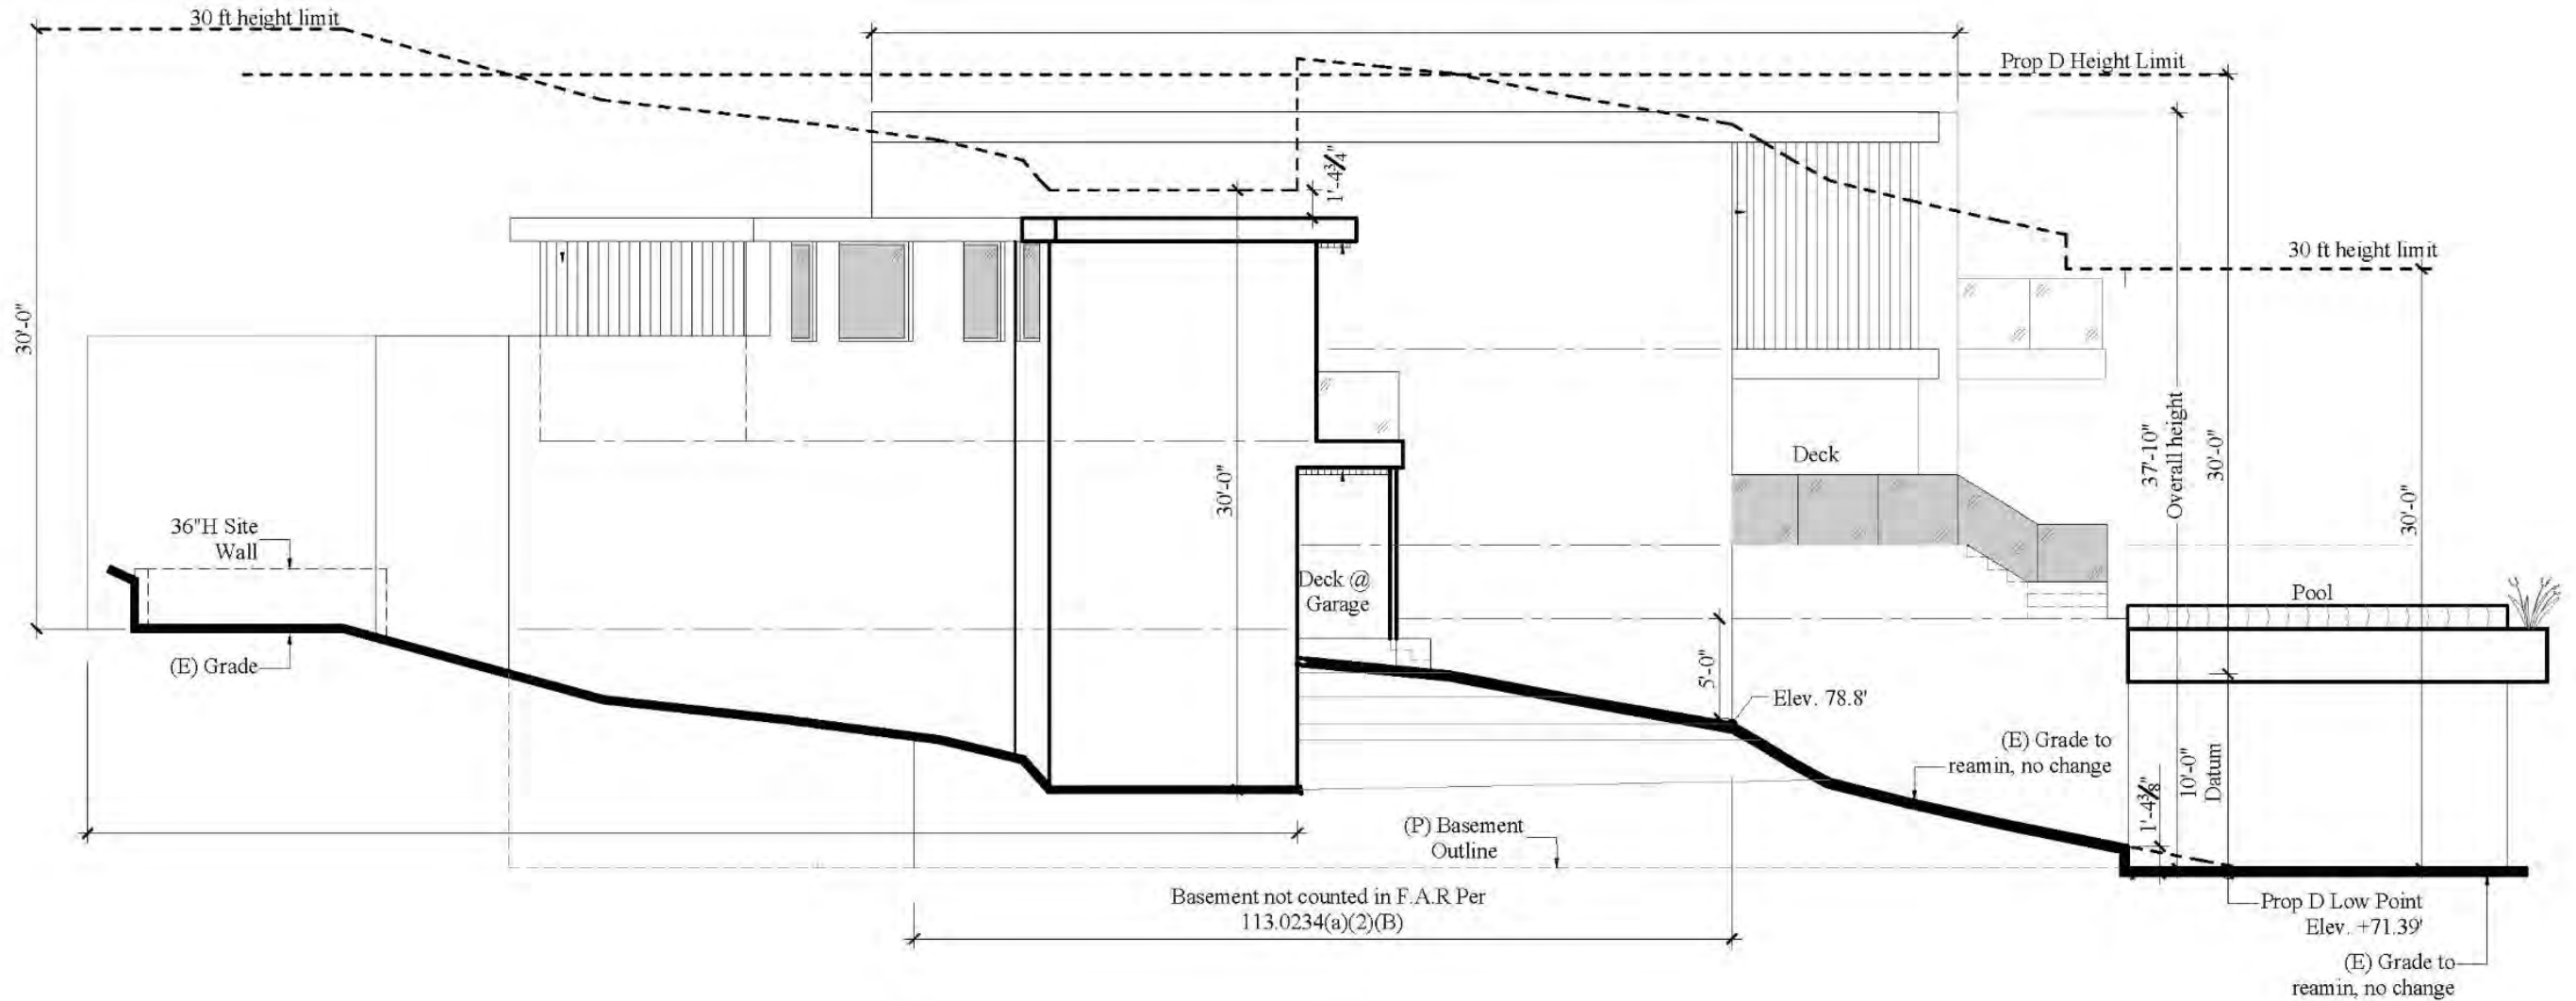 30 ft height limit
Prop D Height Limit
1'-4¾"
30 ft height limit
30'-0"
37'-10"
Overall height
30'-0"
30'-0"
30'-0"
Deck
36"H Site
Wall
Deck @
Garage
Pool
(E) Grade
5'-0"
Elev. 78.8'
(E) Grade to
reamin, no change
1'-4⅜"
10'-0"
Datum
(P) Basement
Outline
Basement not counted in F.A.R Per
113.0234(a)(2)(B)
Prop D Low Point
Elev. +71.39'
(E) Grade to
reamin, no change